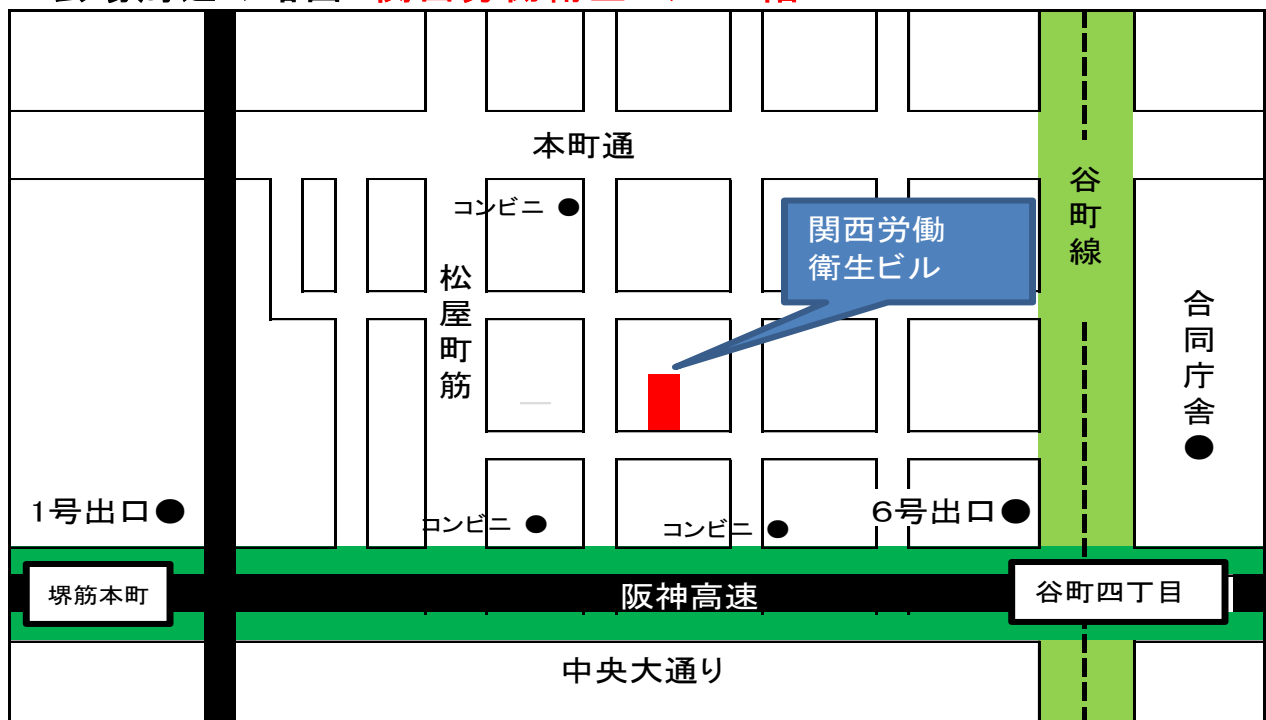 本町通
コンビニ
谷町線
関西労働
衛生ビル
松屋町筋
合同庁舎
1号出口
コンビニ
コンビニ
6号出口
堺筋本町
阪神高速
谷町四丁目
中央大通り